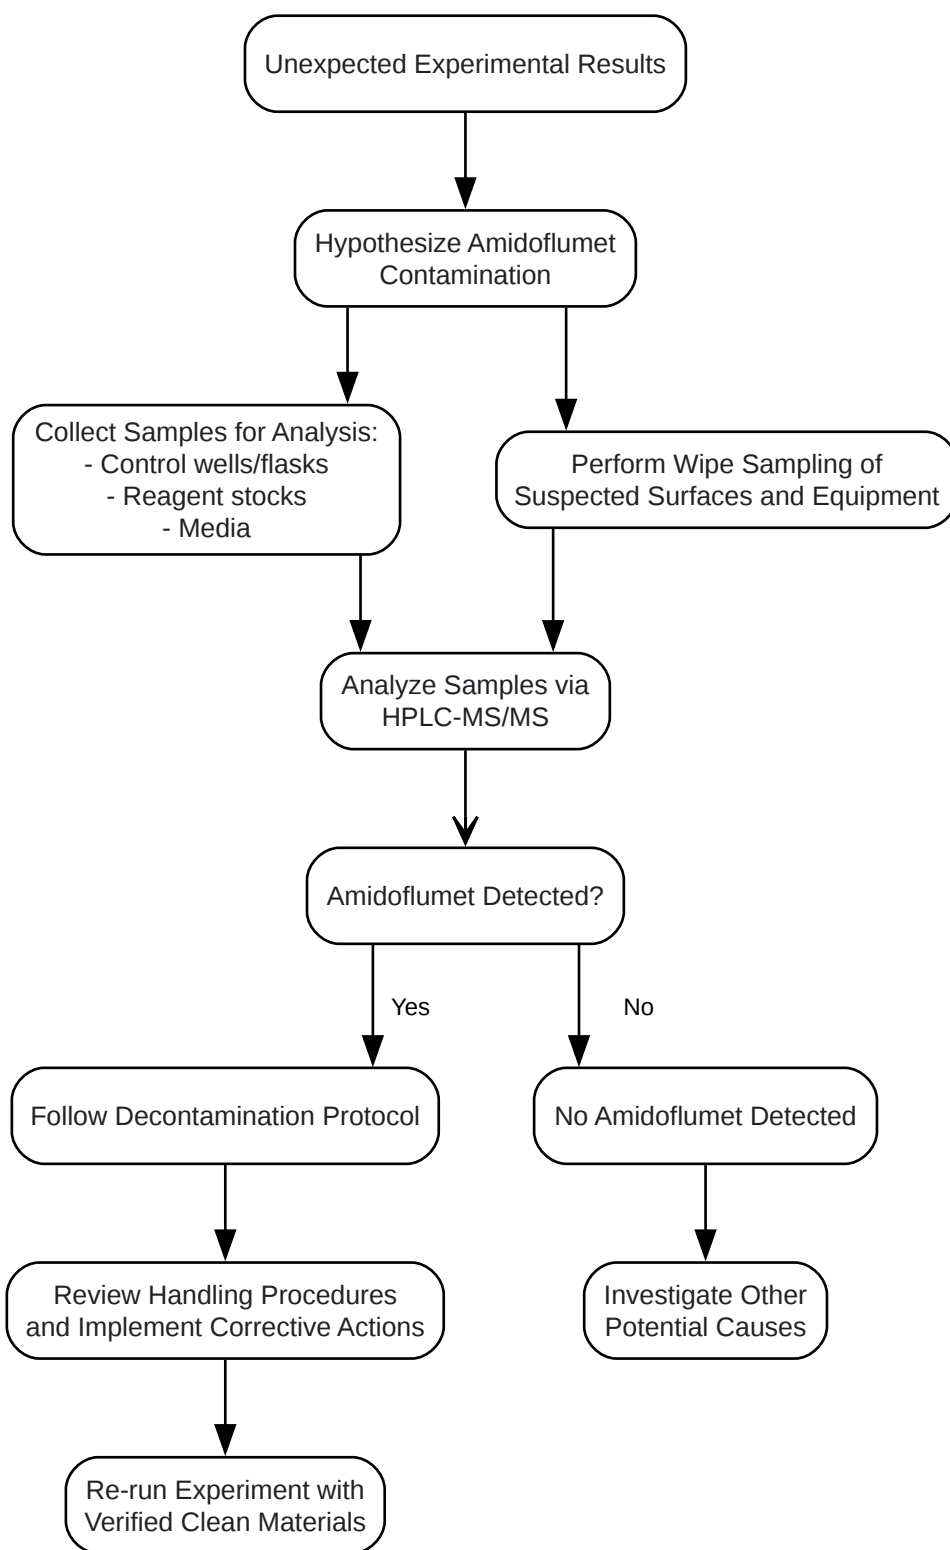 Unexpected Experimental Results
Hypothesize Amidoflumet
Contamination
Collect Samples for Analysis:
- Control wells/flasks
- Reagent stocks
- Media
Perform Wipe Sampling of
Suspected Surfaces and Equipment
Analyze Samples via
HPLC-MS/MS
Amidoflumet Detected?
Yes
No
Follow Decontamination Protocol
No Amidoflumet Detected
Review Handling Procedures
and Implement Corrective Actions
Investigate Other
Potential Causes
Re-run Experiment with
Verified Clean Materials